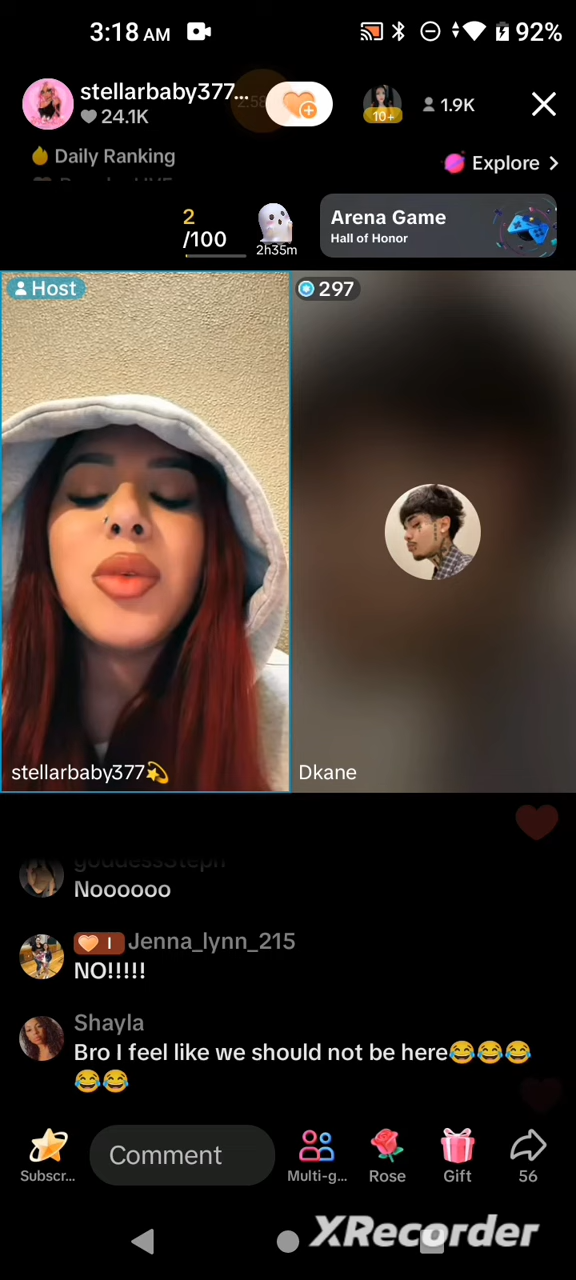 3:18 AM
92%
stellarbaby377...
24.1K
10+
1.9K
Daily Ranking
Explore >
2
/100
2h35m
Arena Game
Hall of Honor
Host
297
stellarbaby377💫
Dkane
goddessSteph
Noooooo
I Jenna_lynn_215
NO!!!!!
Shayla
Bro I feel like we should not be here😂😂😂
😂😂
Subscr...
Comment
Multi-g...
Rose
Gift
56
XRecorder